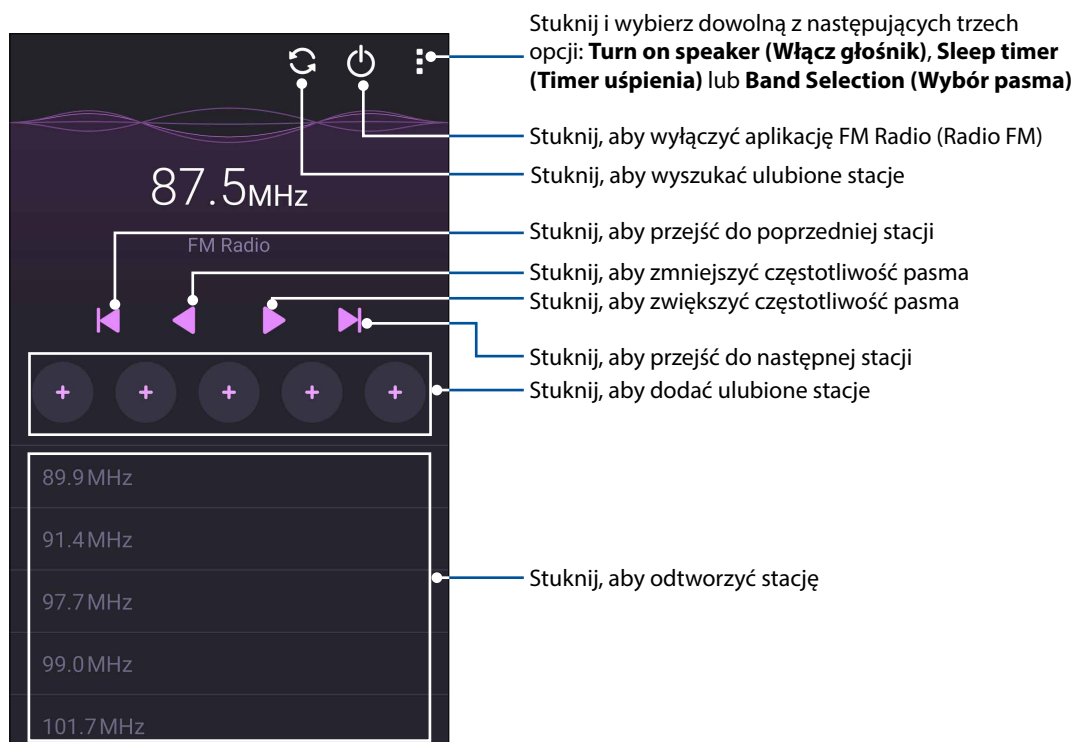 Stuknij i wybierz dowolną z następujących trzech
opcji: Turn on speaker (Włącz głośnik), Sleep timer
(Timer uśpienia) lub Band Selection (Wybór pasma)
Stuknij, aby wyłączyć aplikację FM Radio (Radio FM)
Stuknij, aby wyszukać ulubione stacje
87.5MHz
FM Radio
Stuknij, aby przejść do poprzedniej stacji
Stuknij, aby zmniejszyć częstotliwość pasma
Stuknij, aby zwiększyć częstotliwość pasma
Stuknij, aby przejść do następnej stacji
Stuknij, aby dodać ulubione stacje
+ + + + +
89.9MHz
91.4MHz
97.7MHz
99.0MHz
101.7MHz
Stuknij, aby odtworzyć stację